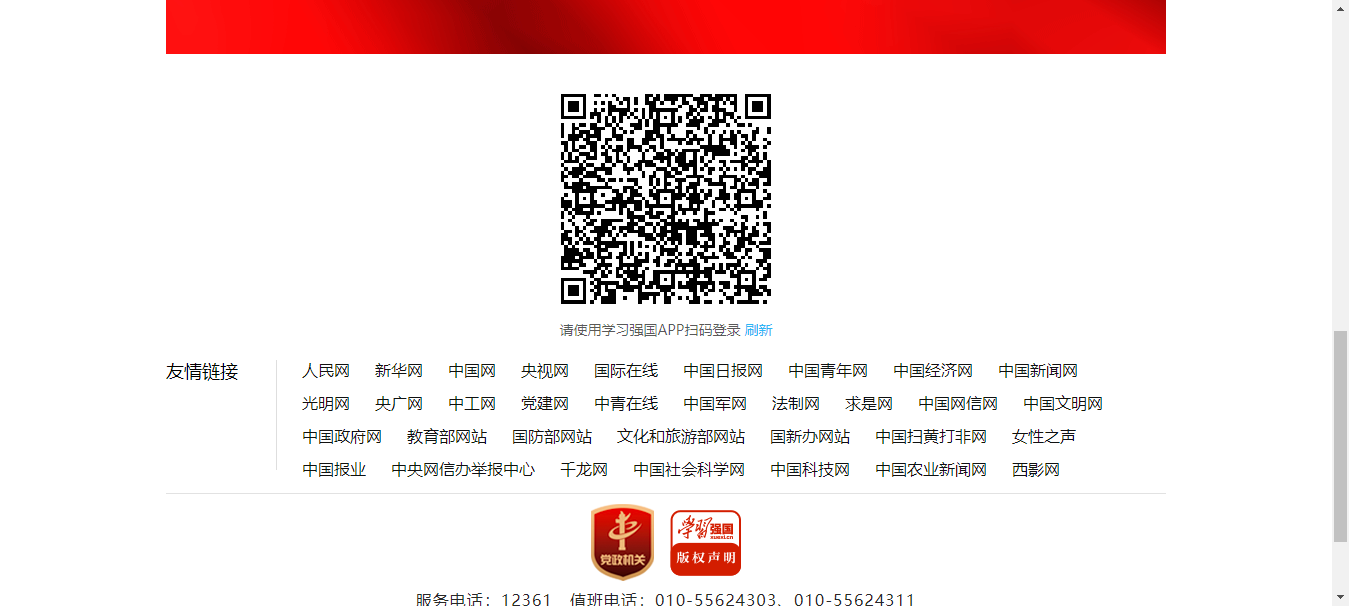 请使用学习强国APP扫码登录 刷新
友情链接
人民网 新华网 中国网 央视网 国际在线 中国日报网 中国青年网 中国经济网 中国新闻网
光明网 央广网 中工网 党建网 中青在线 中国军网 法制网 求是网 中国网信网 中国文明网
中国政府网 教育部网站 国防部网站 文化和旅游部网站 国新办网站 中国扫黄打非网 女性之声
中国报业 中央网信办举报中心 千龙网 中国社会科学网 中国科技网 中国农业新闻网 西影网
党政机关
学习强国
xuexi.cn
版权声明
服务电话：12361 值班电话：010-55624303、010-55624311